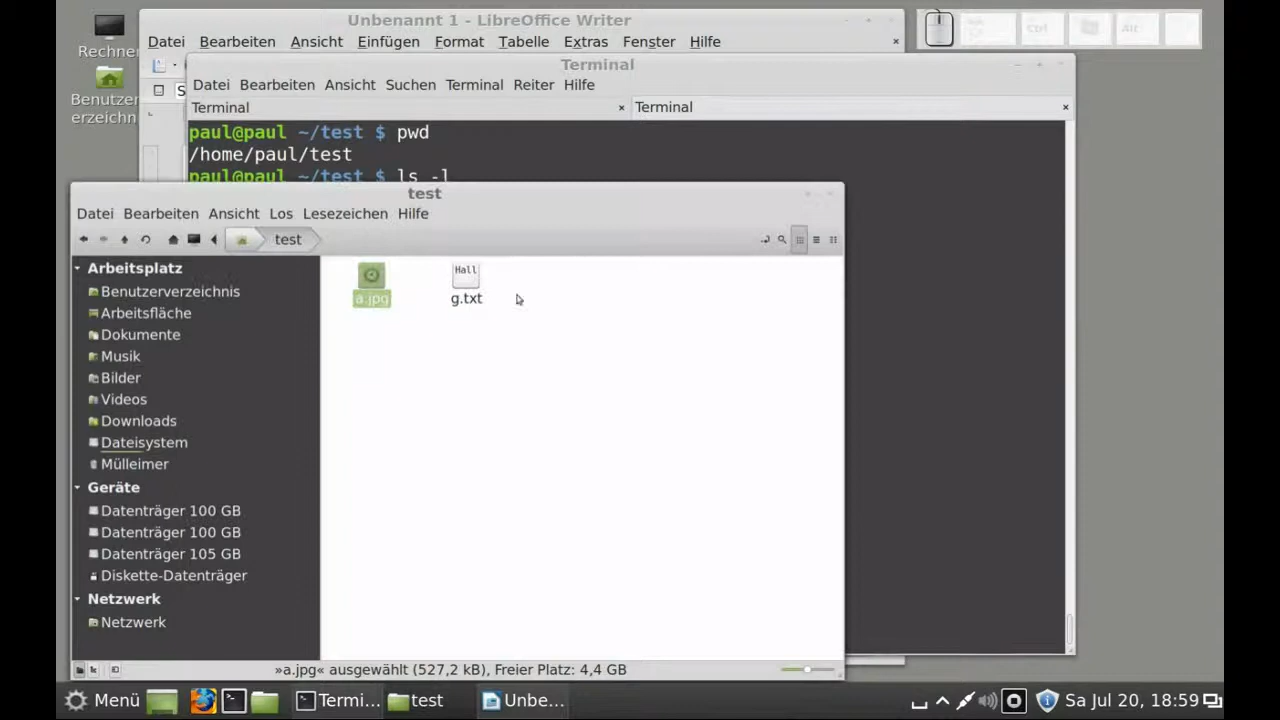 Unbenannt 1 - LibreOffice Writer
Rechner
Datei Bearbeiten Ansicht Einfügen Format Tabelle Extras Fenster Hilfe
Ctrl
Alt
Terminal
Benutzer
erzeichn
Datei Bearbeiten Ansicht Suchen Terminal Reiter Hilfe
S
Terminal
Terminal
paul@paul ~/test $ pwd
/home/paul/test
paul@paul ~/test $ ls -l
test
Datei Bearbeiten Ansicht Los Lesezeichen Hilfe
test
Arbeitsplatz
Benutzerverzeichnis
Arbeitsfläche
Dokumente
Musik
Bilder
Videos
Downloads
Dateisystem
Mülleimer
Geräte
Datenträger 100 GB
Datenträger 100 GB
Datenträger 105 GB
Diskette-Datenträger
Netzwerk
Netzwerk
Hall
a.jpg
g.txt
»a.jpg« ausgewählt (527,2 kB), Freier Platz: 4,4 GB
Menü
Termi...
test
Unbe...
Sa Jul 20, 18:59